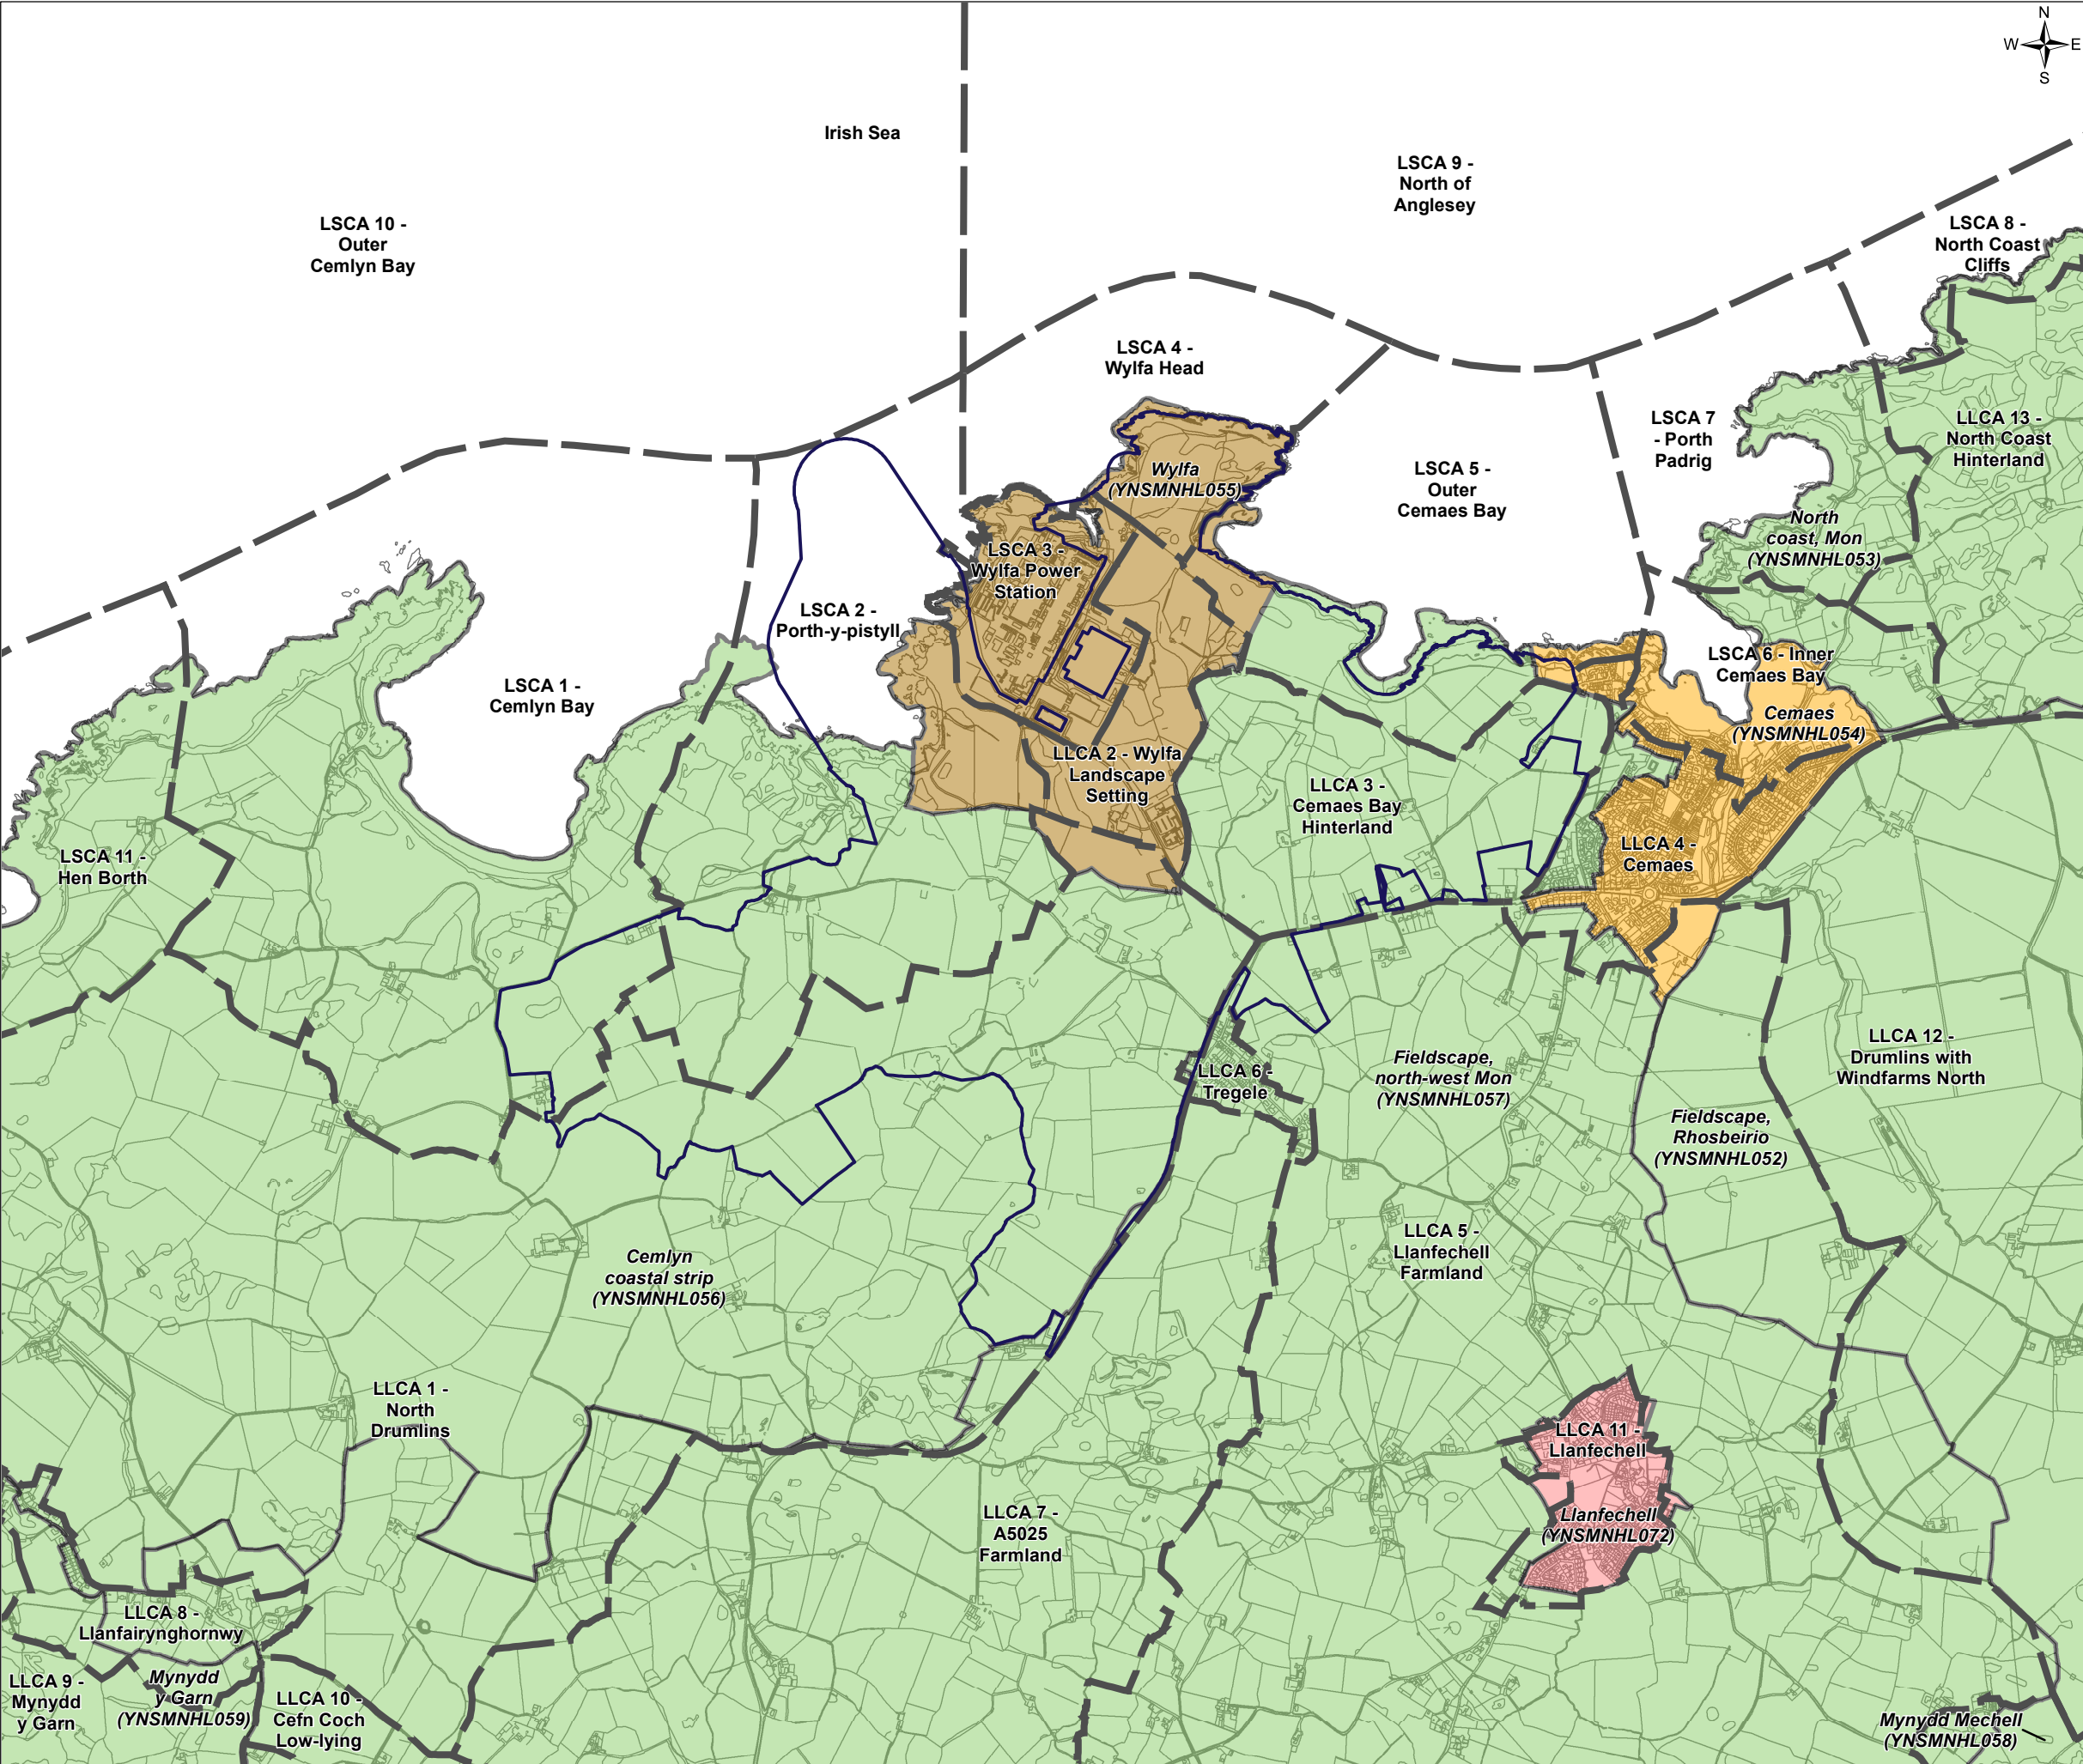 N
W E
S
Irish Sea
LSCA 9 -
North of
Anglesey
LSCA 10 -
Outer
Cemlyn Bay
LSCA 8 -
North Coast
Cliffs
LSCA 4 -
Wylfa Head
LSCA 7
- Porth
Padrig
LLCA 13 -
North Coast
Hinterland
Wylfa
(YNSMNHL055)
LSCA 5 -
Outer
Cemaes Bay
North
coast, Mon
(YNSMNHL053)
LSCA 3 -
Wylfa Power
Station
LSCA 2 -
Porth-y-pistyll
LSCA 6 - Inner
Cemaes Bay
LSCA 1 -
Cemlyn Bay
Cemaes
(YNSMNHL054)
LLCA 2 - Wylfa
Landscape
Setting
LLCA 3 -
Cemaes Bay
Hinterland
LLCA 4 -
Cemaes
LSCA 11 -
Hen Borth
LLCA 12 -
Drumlins with
Windfarms North
Fieldscape,
north-west Mon
(YNSMNHL057)
LLCA 6 -
Tregele
Fieldscape,
Rhosbeirio
(YNSMNHL052)
LLCA 5 -
Llanfechell
Farmland
Cemlyn
coastal strip
(YNSMNHL056)
LLCA 1 -
North
Drumlins
LLCA 11 -
Llanfechell
LLCA 7 -
A5025
Farmland
Llanfechell
(YNSMNHL072)
LLCA 8 -
Llanfairynghornwy
LLCA 9 -
Mynydd
y Garn
Mynydd
y Garn
(YNSMNHL059)
LLCA 10 -
Cefn Coch
Low-lying
Mynydd Mechell
(YNSMNHL058)